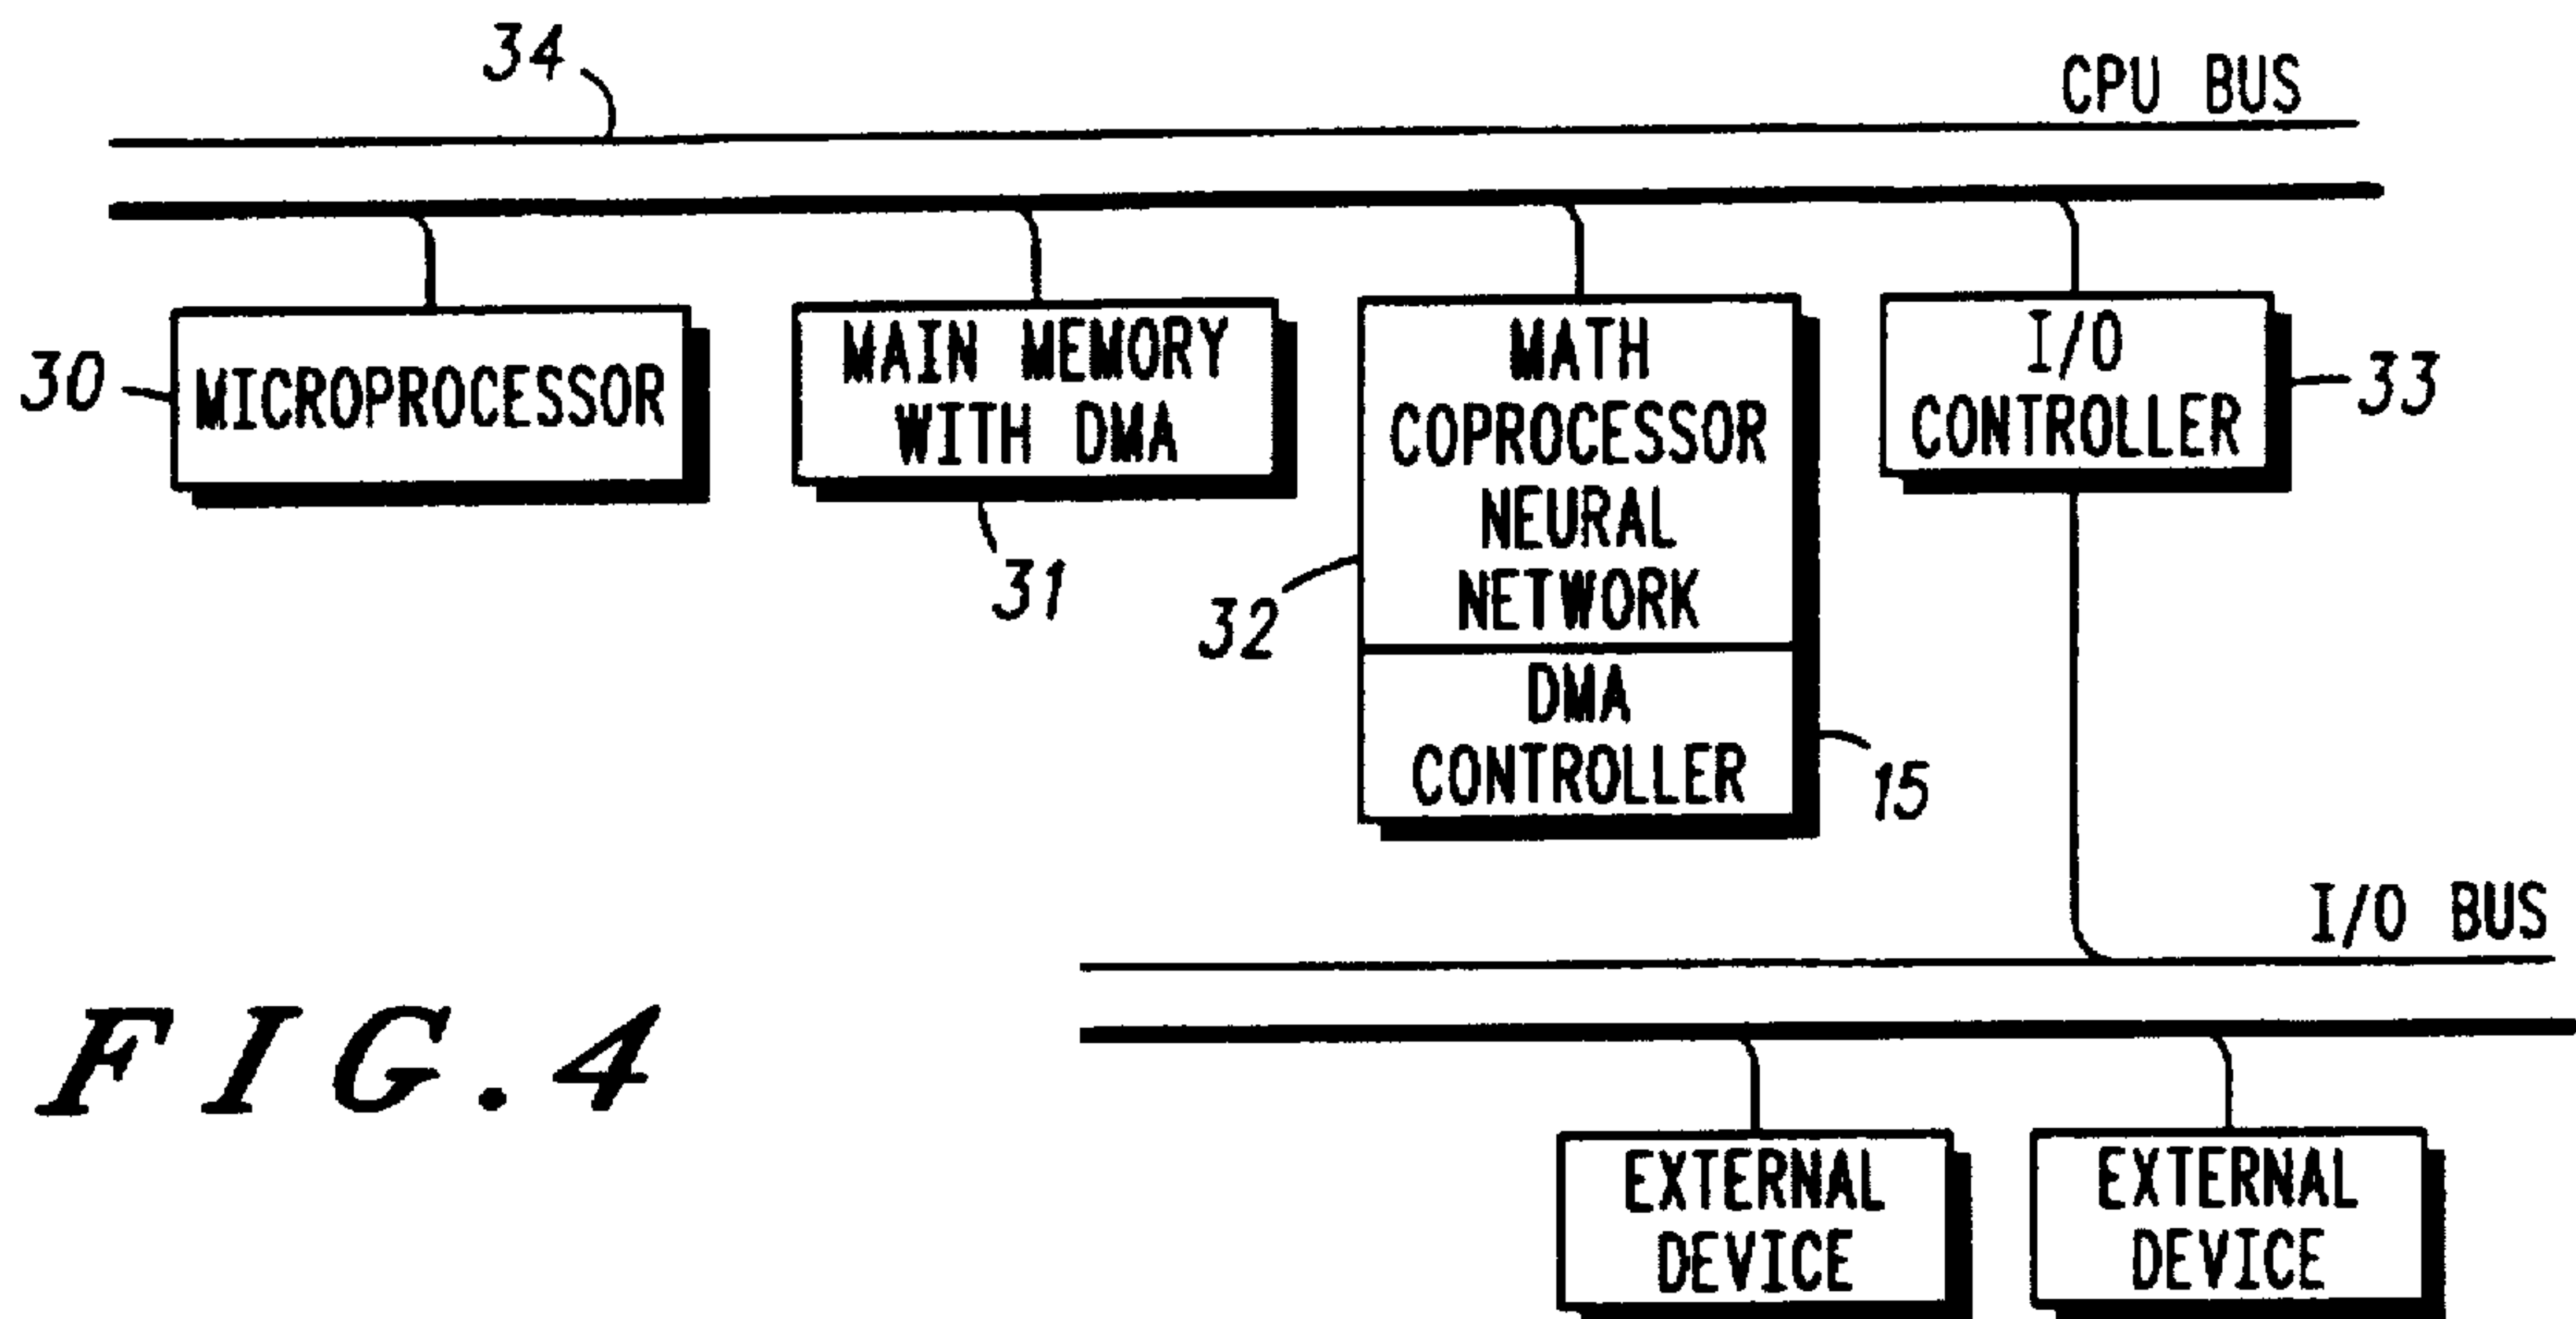 34
CPU BUS
30
MICROPROCESSOR
MAIN MEMORY
WITH DMA
31
MATH
COPROCESSOR
NEURAL
NETWORK
32
DMA
CONTROLLER
15
I/O
CONTROLLER
33
I/O BUS
EXTERNAL
DEVICE
EXTERNAL
DEVICE
FIG.4